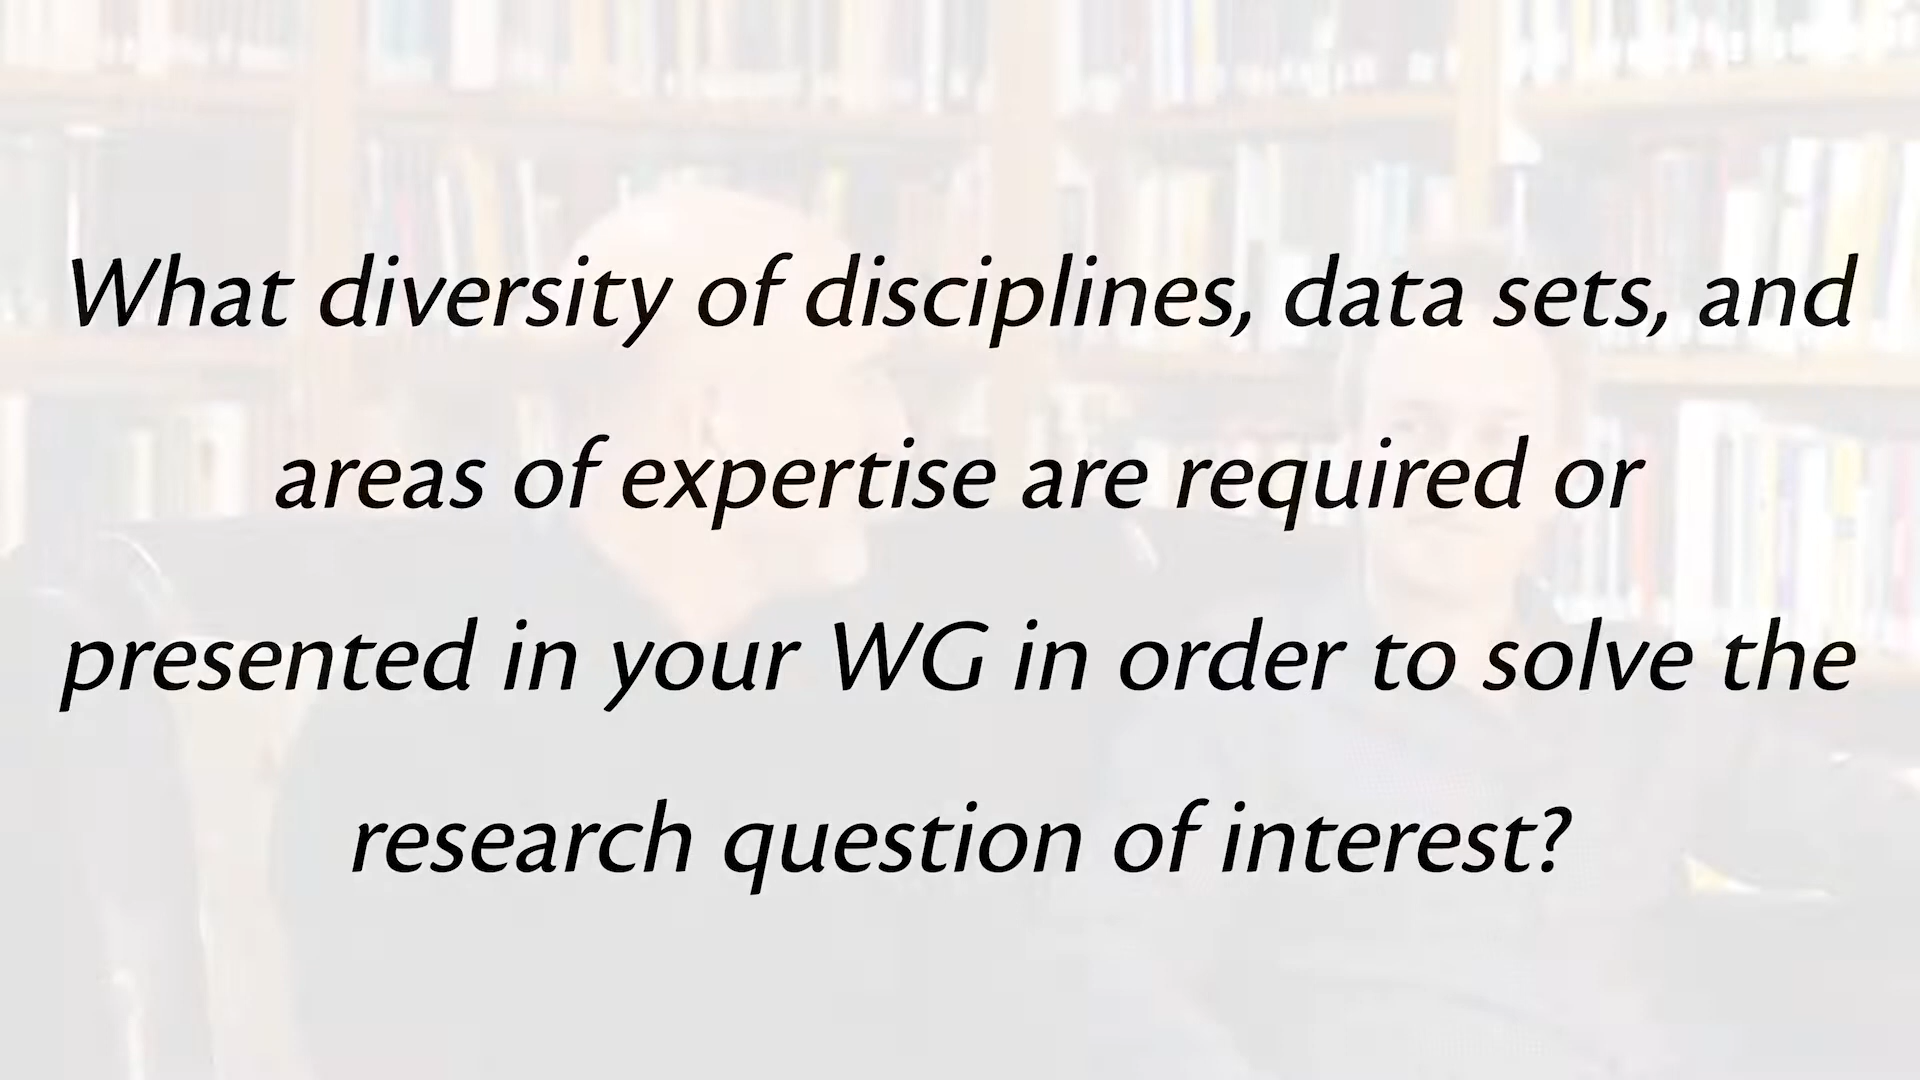 What diversity of disciplines, data sets, and
areas of expertise are required or
presented in your WG in order to solve the
research question of interest?